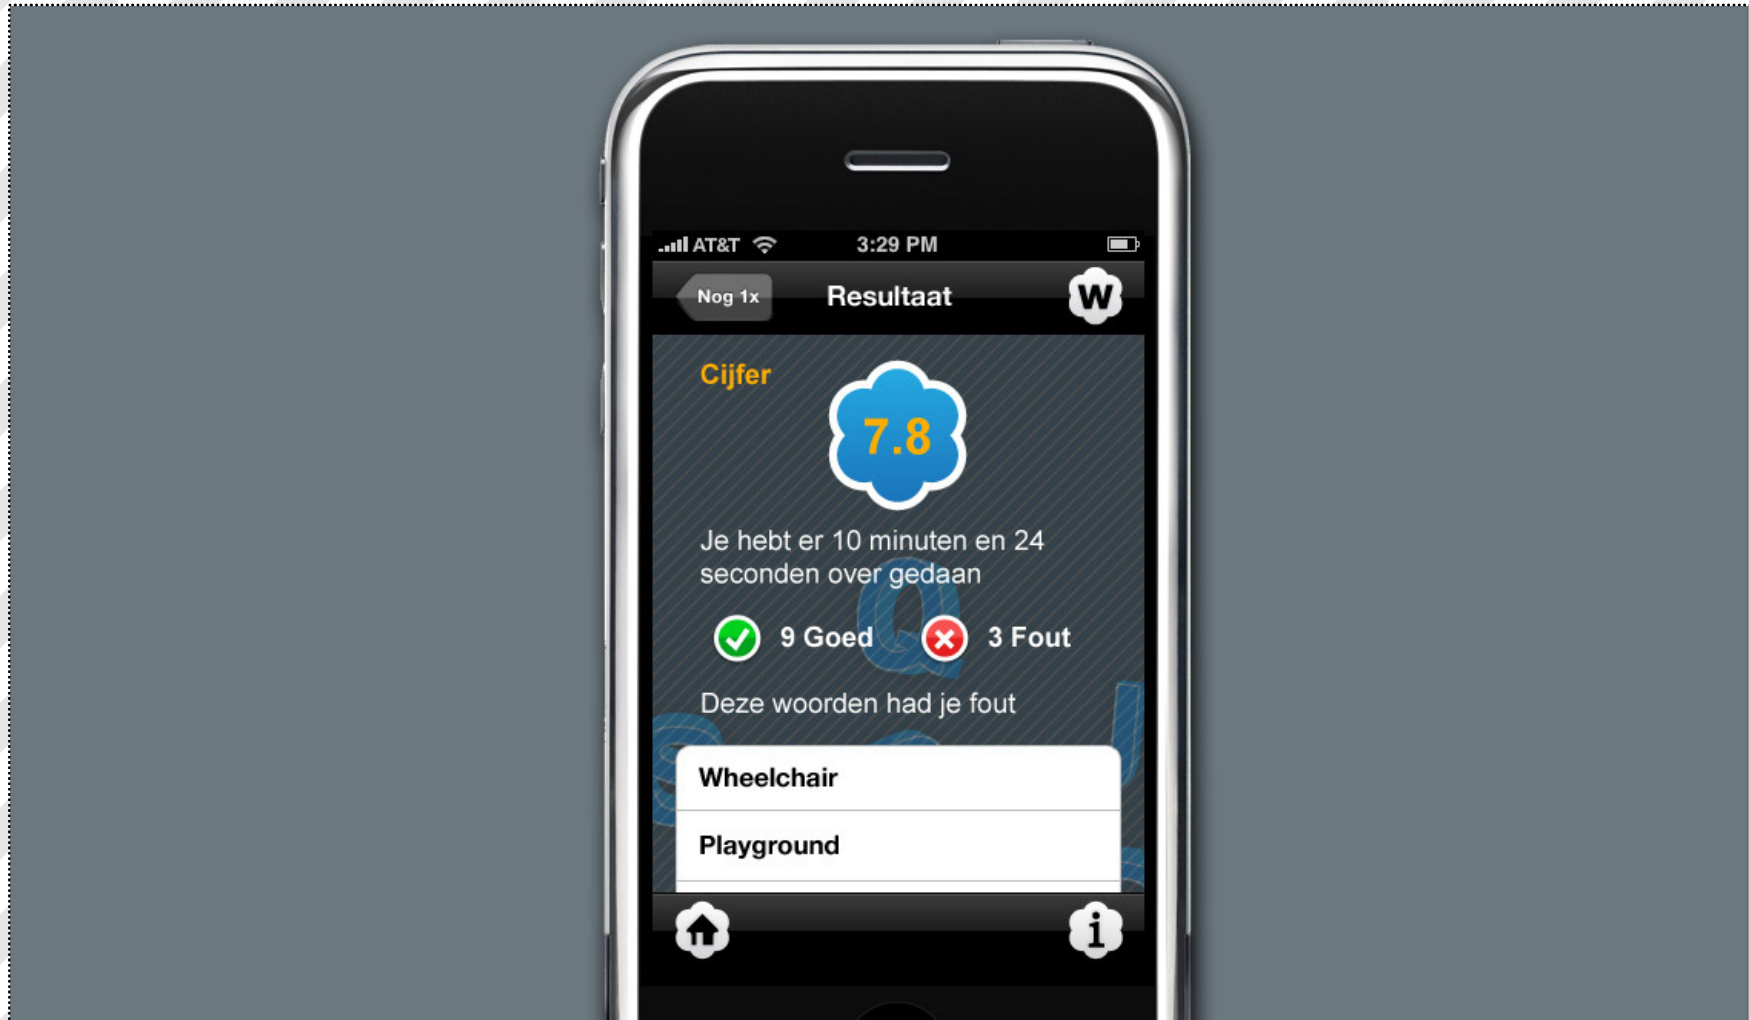 AT&T 3:29 PM
Nog 1x Resultaat W
Cijfer
7.8
Je hebt er 10 minuten en 24
seconden over gedaan
9 Goed 3 Fout
Deze woorden had je fout
Wheelchair
Playground
i